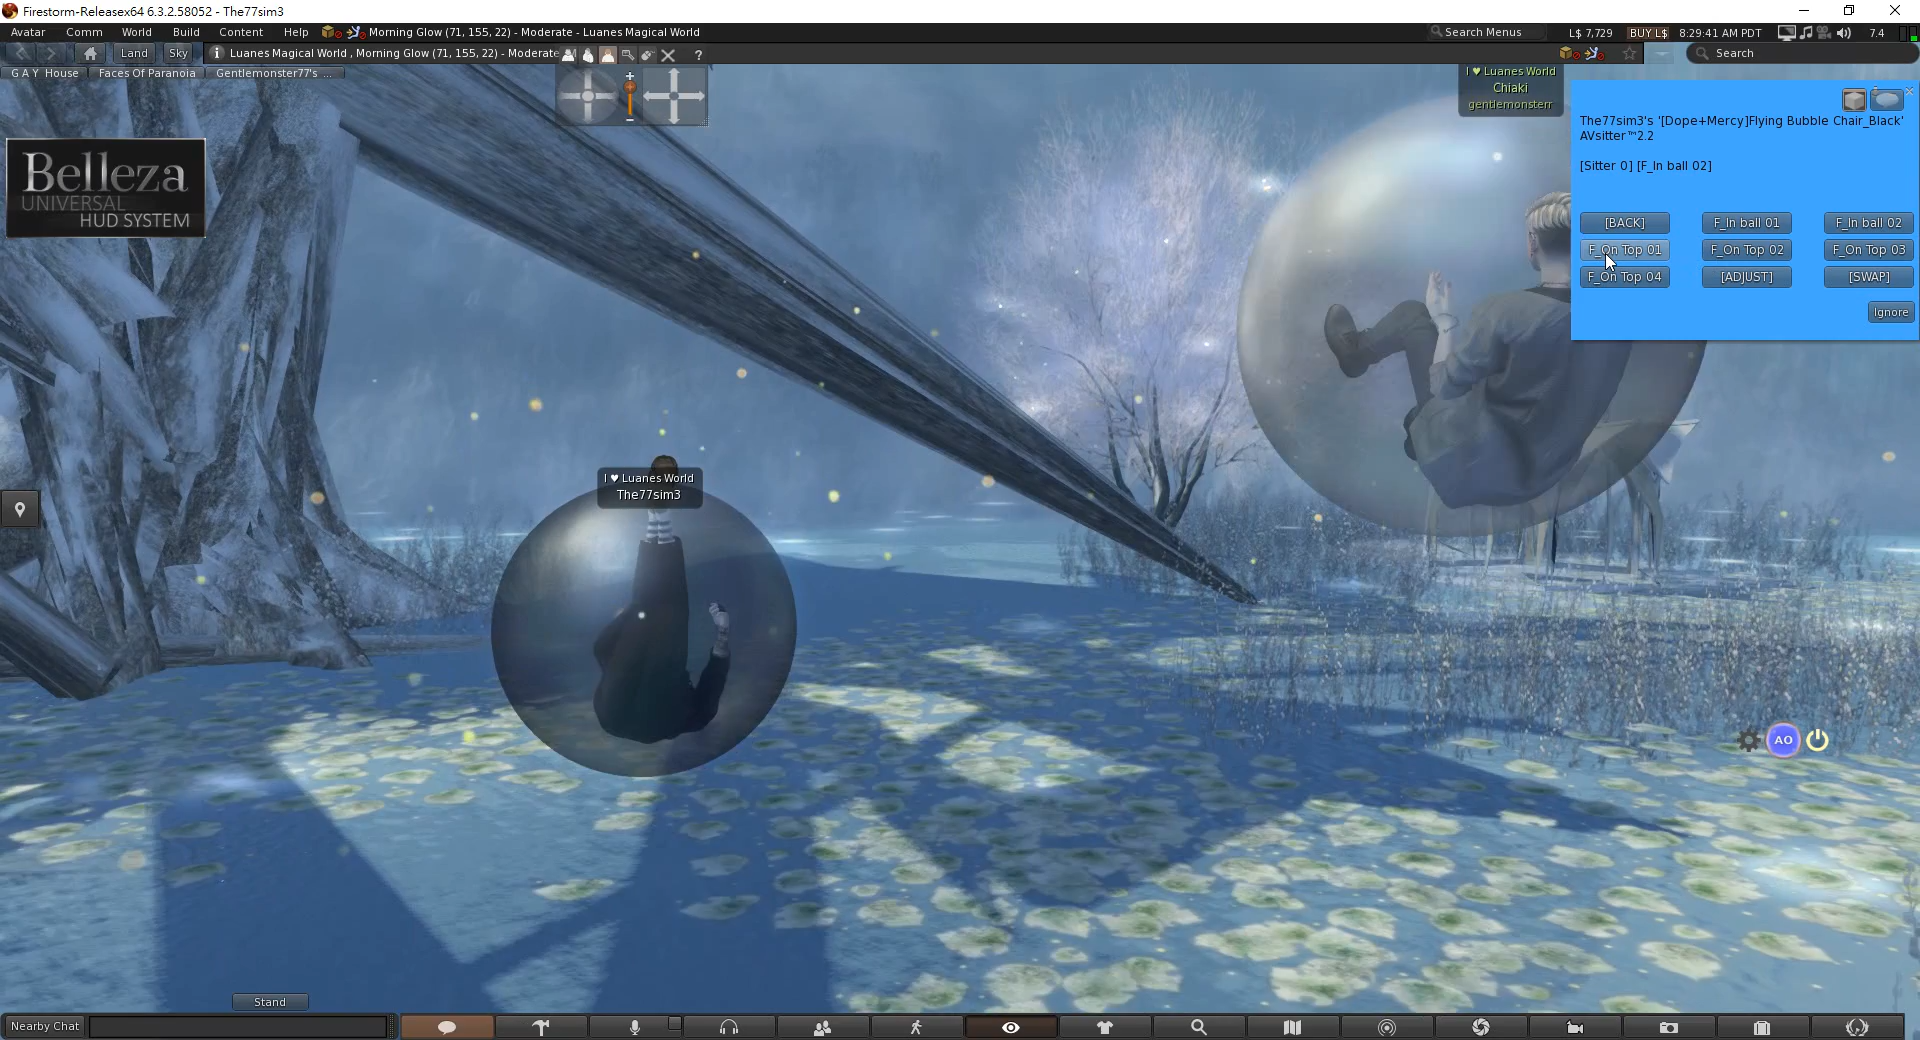 Firestorm-Releasex64 6.3.2.58052 - The77sim3
Avatar Comm World Build Content Help Morning Glow (71, 155, 22) - Moderate - Luanes Magical World Search Menus L$ 7,729 BUY L$ 8:29:41 AM PDT 7.4
Land Sky Luanes Magical World , Morning Glow (71, 155, 22) - Moderate ? Search
G A Y House Faces Of Paranoia Gentlemonster77's ...
I ♥ Luanes World
Chiaki
gentlemonsterr
The77sim3's '[Dope+Mercy]Flying Bubble Chair_Black'
AVsitter™2.2
[Sitter 0] [F_In ball 02]
[BACK] F_In ball 01 F_In ball 02
F_On Top 01 F_On Top 02 F_On Top 03
F_On Top 04 [ADJUST] [SWAP]
Ignore
Belleza
UNIVERSAL
HUD SYSTEM
I ♥ Luanes World
The77sim3
AO
Stand
Nearby Chat